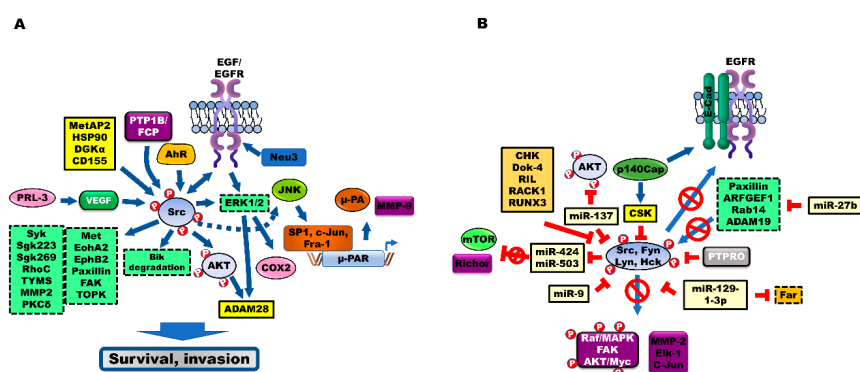 A
EGF/
EGFR
PTP1B/
FCP
MetAP2
HSP90
DGKα
CD155
AhR
Neu3
PRL-3
VEGF
P
P
P
P
P
Src
ERK1/2
JNK
μ-PA
MMP-9
SP1, c-Jun,
Fra-1
μ-PAR
Syk
Sgk223
Sgk269
RhoC
TYMS
MMP2
PKCδ
Met
EohA2
EphB2
Paxillin
FAK
TOPK
Bik
degradation
P
P
P
AKT
COX2
ADAM28
Survival, invasion
B
EGFR
E-Cad
CHK
Dok-4
RIL
RACK1
RUNX3
P
P
P
AKT
p140Cap
miR-137
CSK
Paxillin
ARFGEF1
Rab14
ADAM19
miR-27b
mTOR
Richor
miR-424
miR-503
P
P
P
P
P
Src, Fyn
Lyn, Hck
PTPRO
miR-9
miR-129-
1-3p
Far
P
P
P
P
P
P
Raf/MAPK
FAK
AKT/Myc
MMP-2
Elk-1
C-Jun